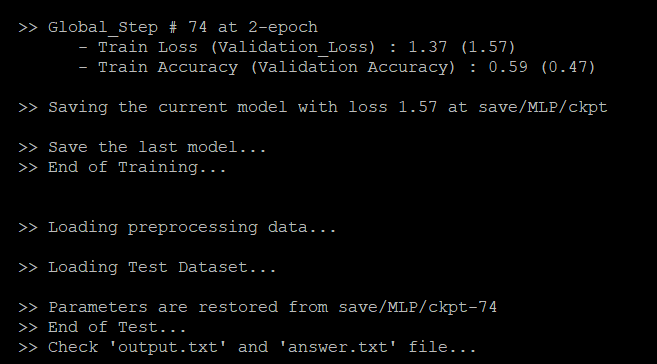 >> Global_Step # 74 at 2-epoch
- Train Loss (Validation_Loss) : 1.37 (1.57)
- Train Accuracy (Validation Accuracy) : 0.59 (0.47)
>> Saving the current model with loss 1.57 at save/MLP/ckpt
>> Save the last model...
>> End of Training...
>> Loading preprocessing data...
>> Loading Test Dataset...
>> Parameters are restored from save/MLP/ckpt-74
>> End of Test...
>> Check 'output.txt' and 'answer.txt' file...